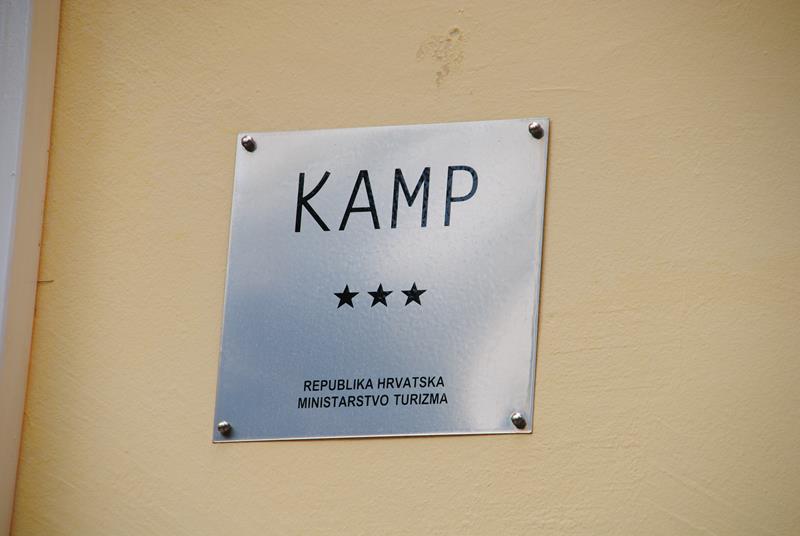 KAMP
★★★
REPUBLIKA HRVATSKA
MINISTARSTVO TURIZMA